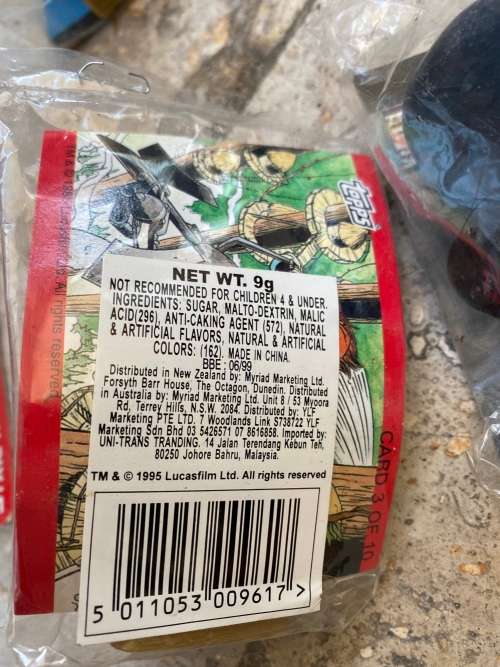 topps
TM & ©
All rights reserved
NET WT. 9g
NOT RECOMMENDED FOR CHILDREN 4 & UNDER.
INGREDIENTS: SUGAR, MALTO-DEXTRIN, MALIC
ACID(296), ANTI-CAKING AGENT (572), NATURAL
& ARTIFICIAL FLAVORS, NATURAL & ARTIFICIAL
COLORS: (162). MADE IN CHINA.
BBE : 06/99
Distributed in New Zealand by: Myriad Marketing Ltd.
Forsyth Barr House, The Octagon, Dunedin. Distributed
in Australia by: Myriad Marketing Ltd. Unit 8 / 53 Myoora
Rd, Terrey Hills, N.S.W. 2084. Distributed by: YLF
Marketing PTE LTD. 7 Woodlands Link S738722 YLF
Marketing Sdn Bhd 03 5426571 07 8616858. Imported by:
UNI-TRANS TRANDING. 14 Jalan Terendang Kebun Teh,
80250 Johore Bahru, Malaysia.
TM & © 1995 Lucasfilm Ltd. All rights reserved
5 011053 009617 >
CARD 3 OF 10